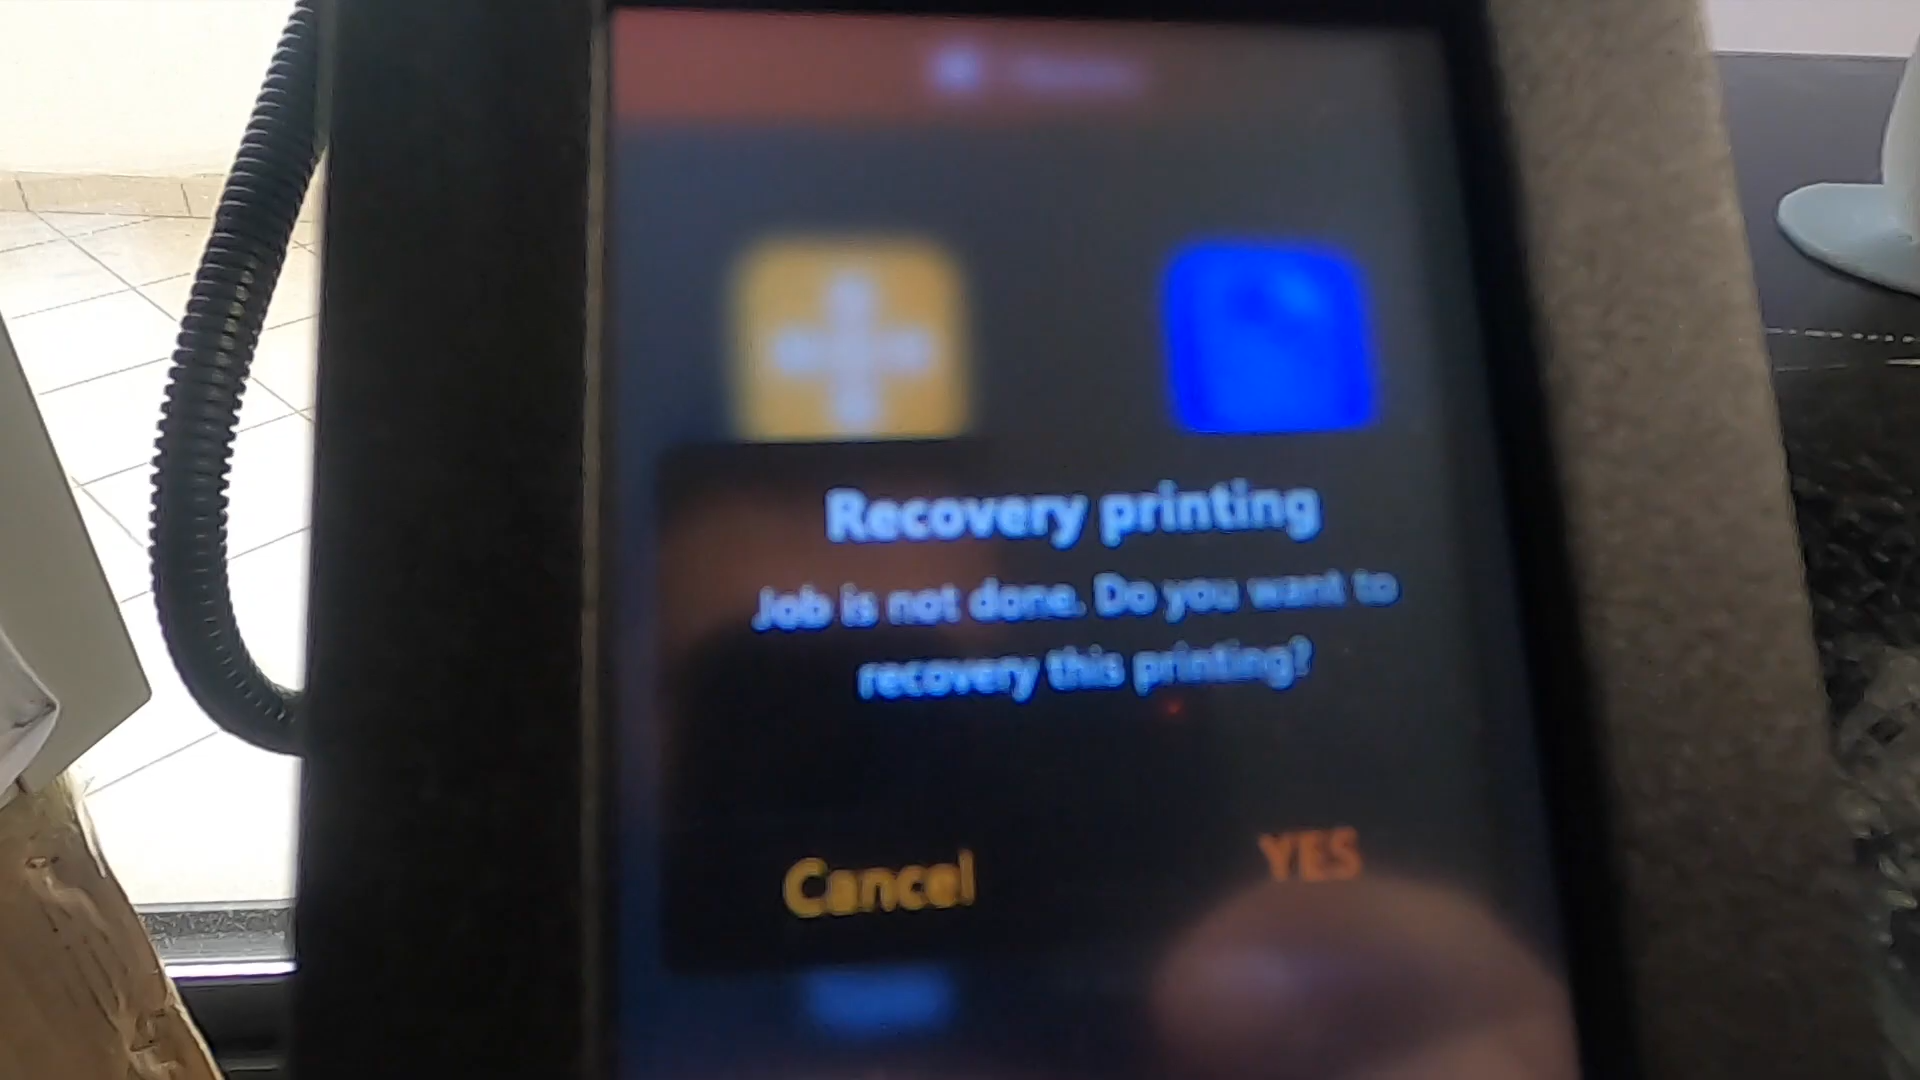 Recovery printing
Job is not done. Do you want to
recovery this printing?
Cancel
YES